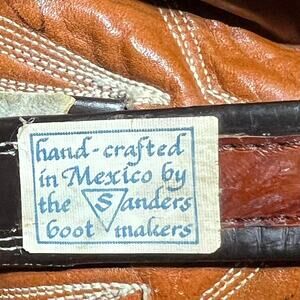 hand-crafted
in Mexico by
the Sanders
boot makers